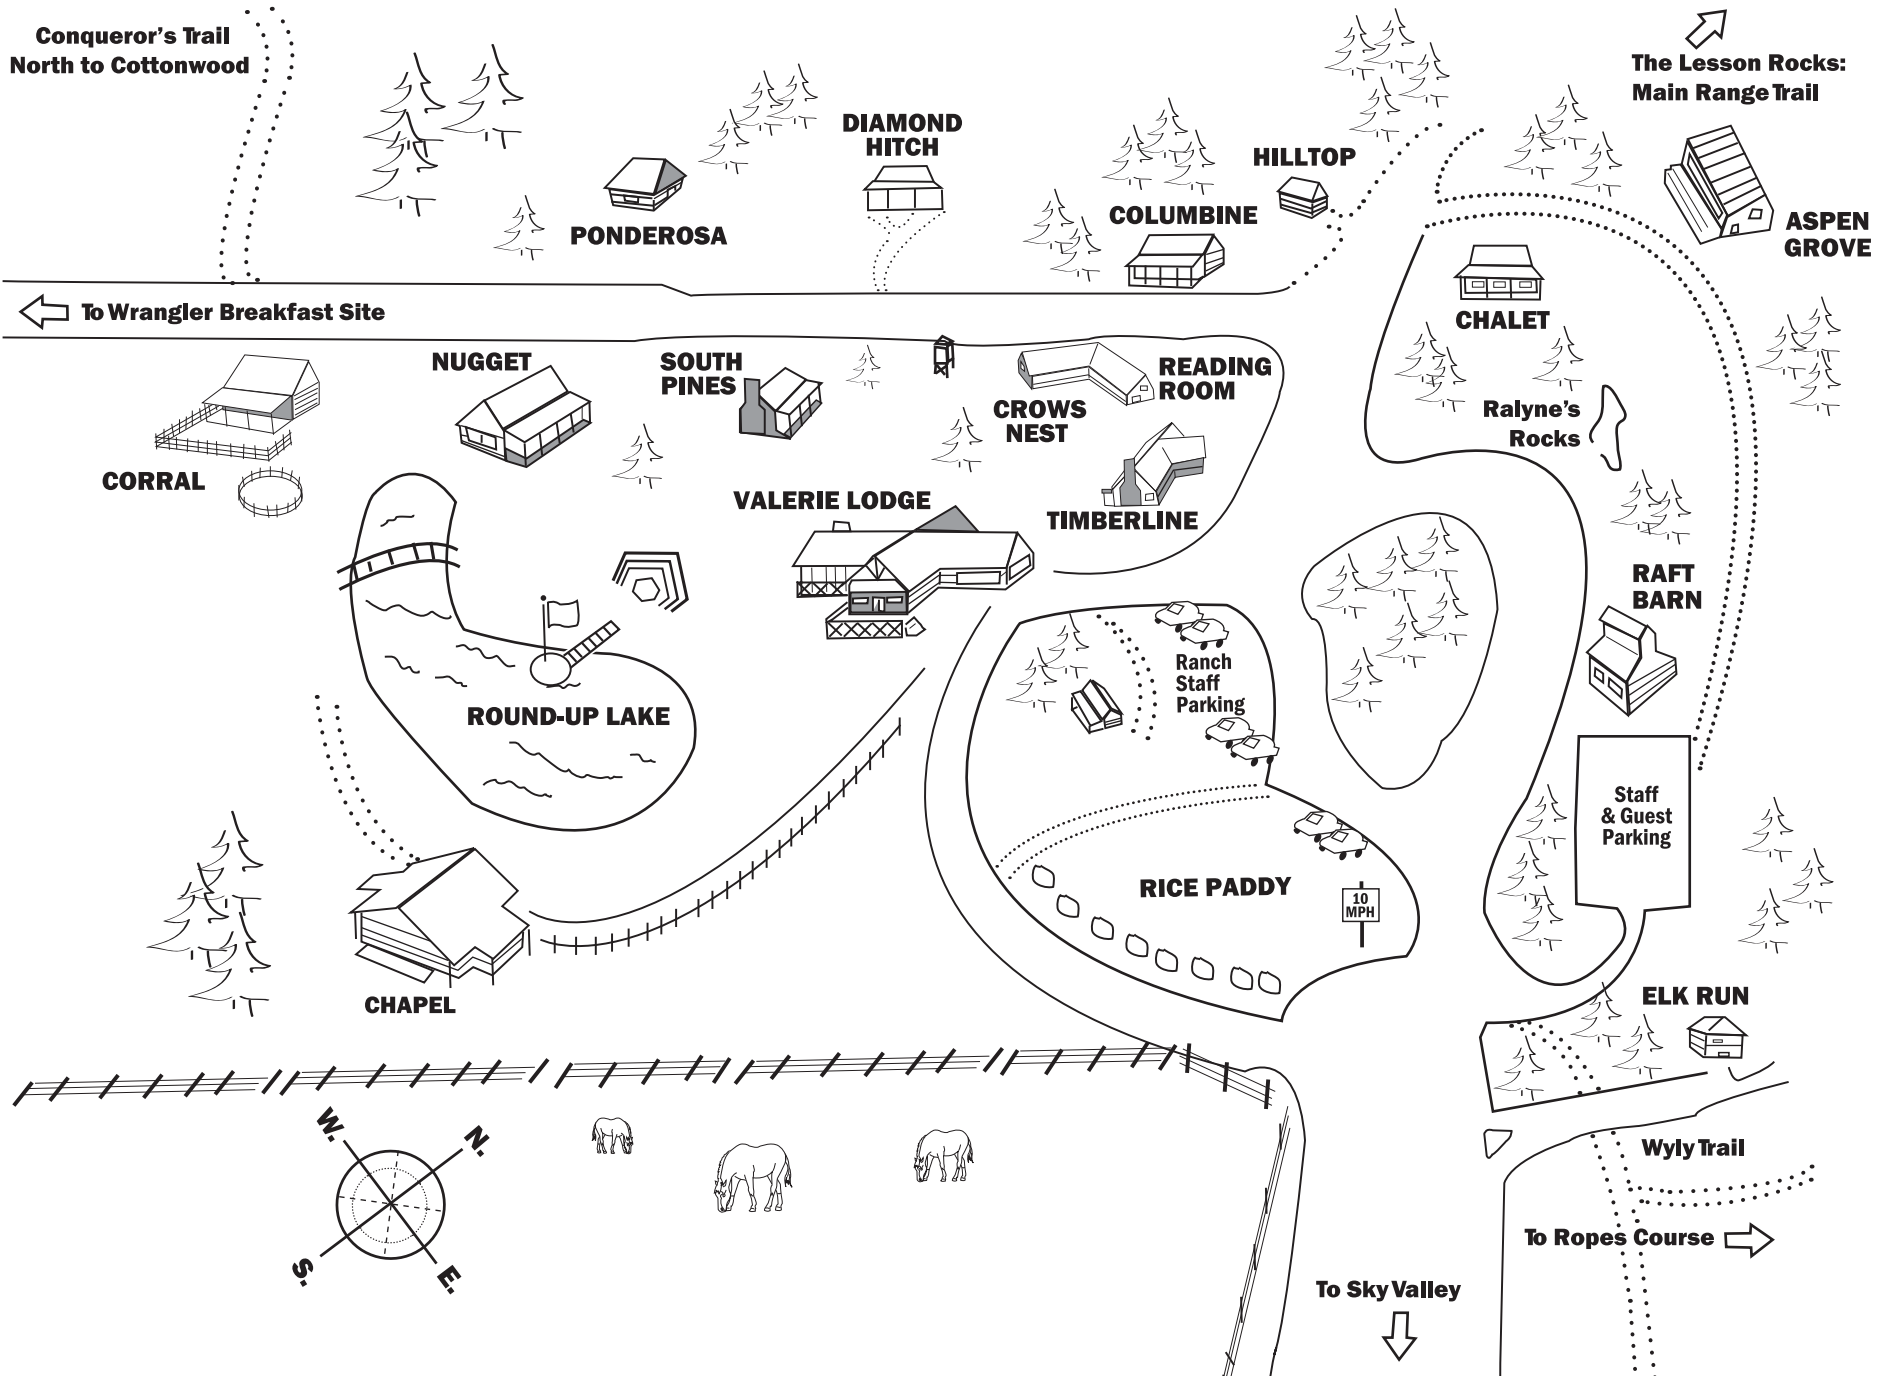 Conqueror's Trail
North to Cottonwood
The Lesson Rocks:
Main Range Trail
DIAMOND
HITCH
HILLTOP
PONDEROSA
COLUMBINE
ASPEN
GROVE
To Wrangler Breakfast Site
CHALET
NUGGET
SOUTH
PINES
READING
ROOM
CROWS
NEST
Ralyne's
Rocks
CORRAL
VALERIE LODGE
TIMBERLINE
RAFT
BARN
Ranch
Staff
Parking
ROUND-UP LAKE
Staff
& Guest
Parking
RICE PADDY
10
MPH
CHAPEL
ELK RUN
W.
N.
S.
E.
Wyly Trail
To Ropes Course
To Sky Valley